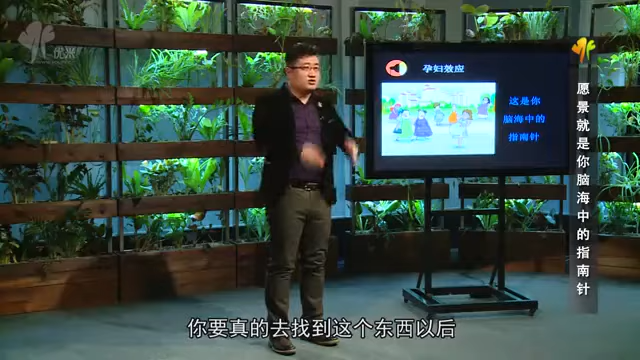 优米
孕妇效应
这是你
脑海中的
指南针
愿景就是你脑海中的指南针
你要真的去找到这个东西以后